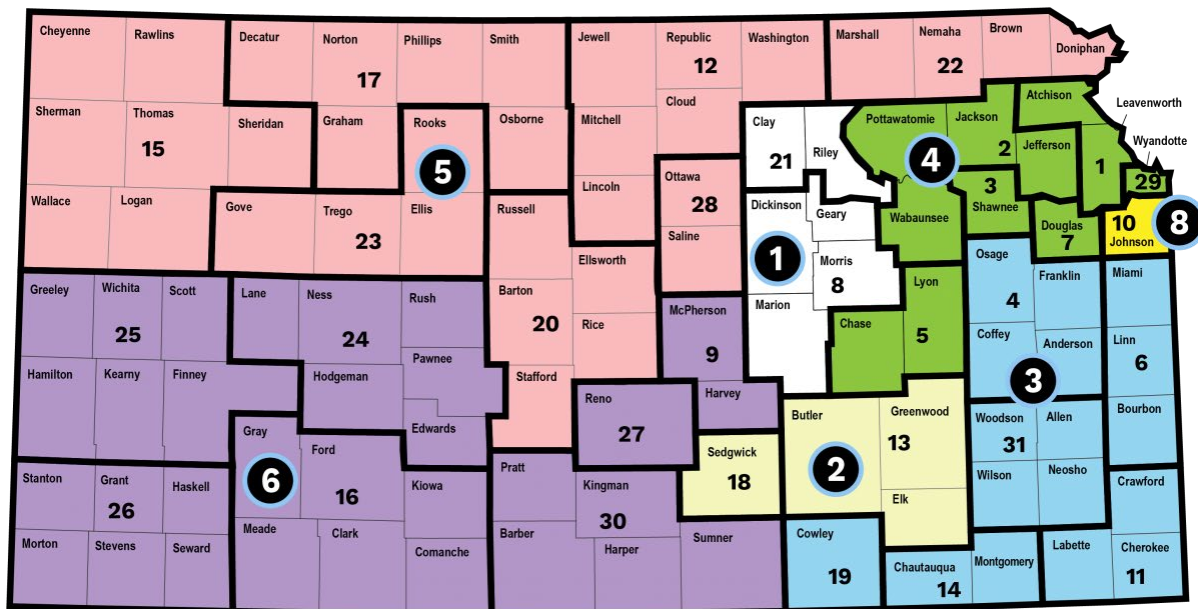 Cheyenne
Rawlins
Decatur
Norton
Phillips
Smith
Jewell
Republic
Washington
Marshall
Nemaha
Brown
Doniphan
17
12
22
Sherman
Thomas
Sheridan
Graham
Rooks
Osborne
Mitchell
Cloud
Clay
Riley
Pottawatomie
Jackson
Atchison
Leavenworth
Jefferson
Wyandotte
15
5
21
4
2
1
29
Wallace
Logan
Gove
Trego
Ellis
Russell
Lincoln
Ottawa
28
Saline
Dickinson
Geary
Wabaunsee
3
Shawnee
Douglas
7
10
Johnson
8
23
Ellsworth
1
Morris
8
Osage
Franklin
Miami
Greeley
Wichita
Scott
Lane
Ness
Rush
Barton
20
Rice
McPherson
9
Marion
Chase
Lyon
5
4
Coffey
Anderson
Linn
6
25
24
Pawnee
Hamilton
Kearny
Finney
Hodgeman
Edwards
Stafford
Reno
27
Harvey
Butler
Greenwood
13
3
Woodson
31
Allen
Bourbon
Gray
6
Ford
16
Kiowa
Pratt
Kingman
30
Sedgwick
18
2
Elk
Wilson
Neosho
Crawford
Stanton
Grant
26
Haskell
Morton
Stevens
Seward
Meade
Clark
Comanche
Barber
Harper
Sumner
Cowley
19
Chautauqua
14
Montgomery
Labette
Cherokee
11